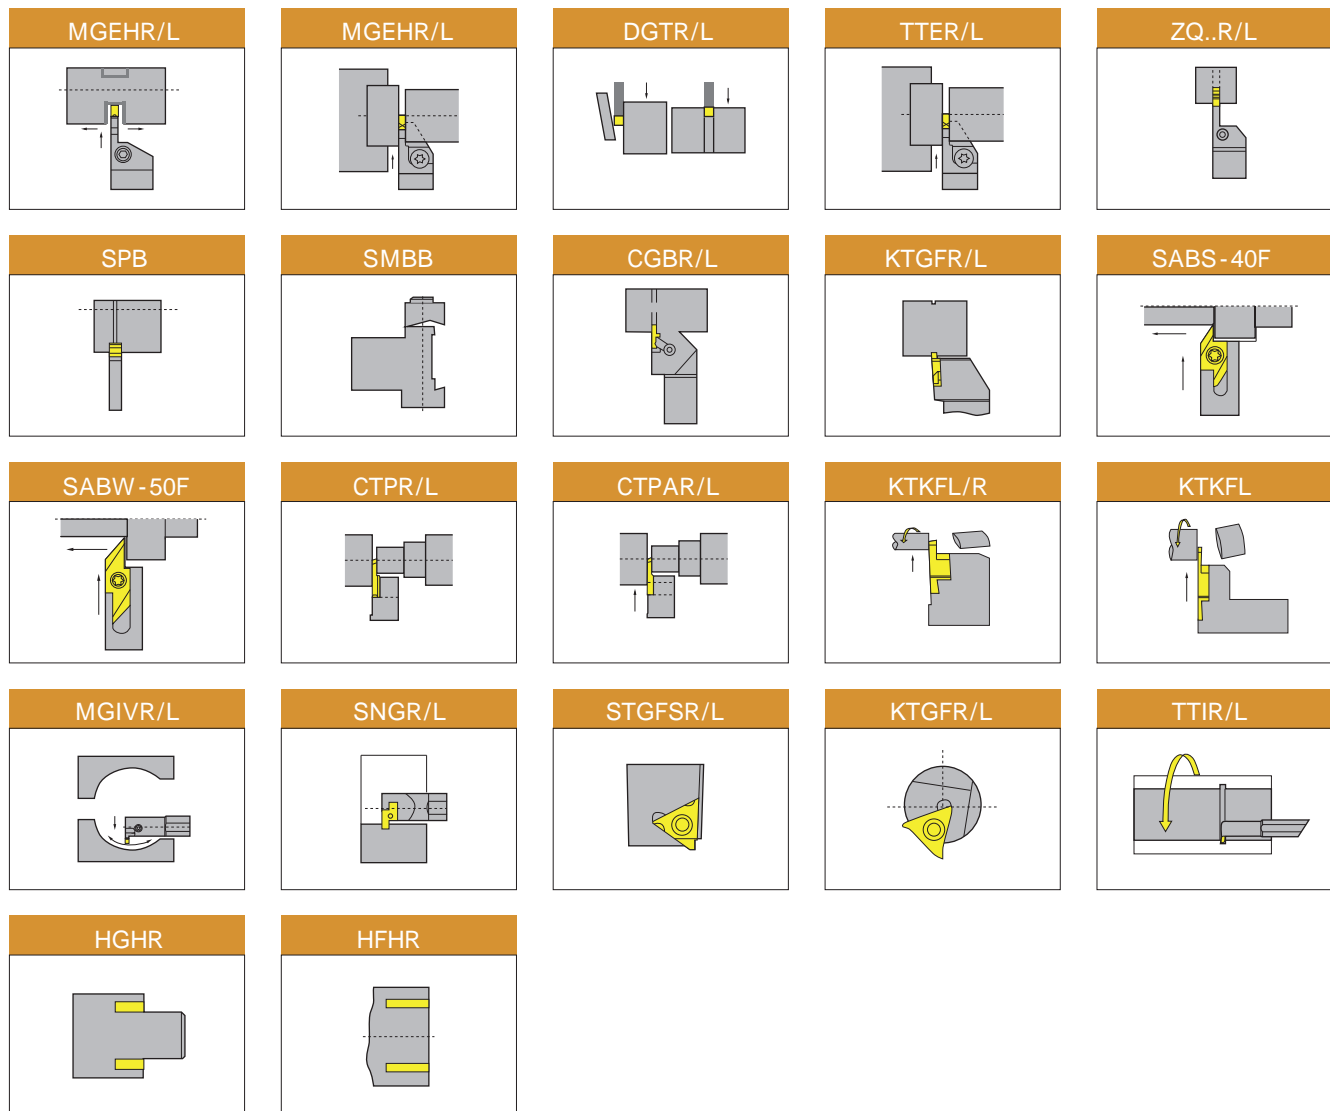 MGEHR/L
MGEHR/L
DGTR/L
TTER/L
ZQ..R/L
SPB
SMBB
CGBR/L
KTGFR/L
SABS-40F
SABW-50F
CTPR/L
CTPAR/L
KTKFL/R
KTKFL
MGIVR/L
SNGR/L
STGFSR/L
KTGFR/L
TTIR/L
HGHR
HFHR